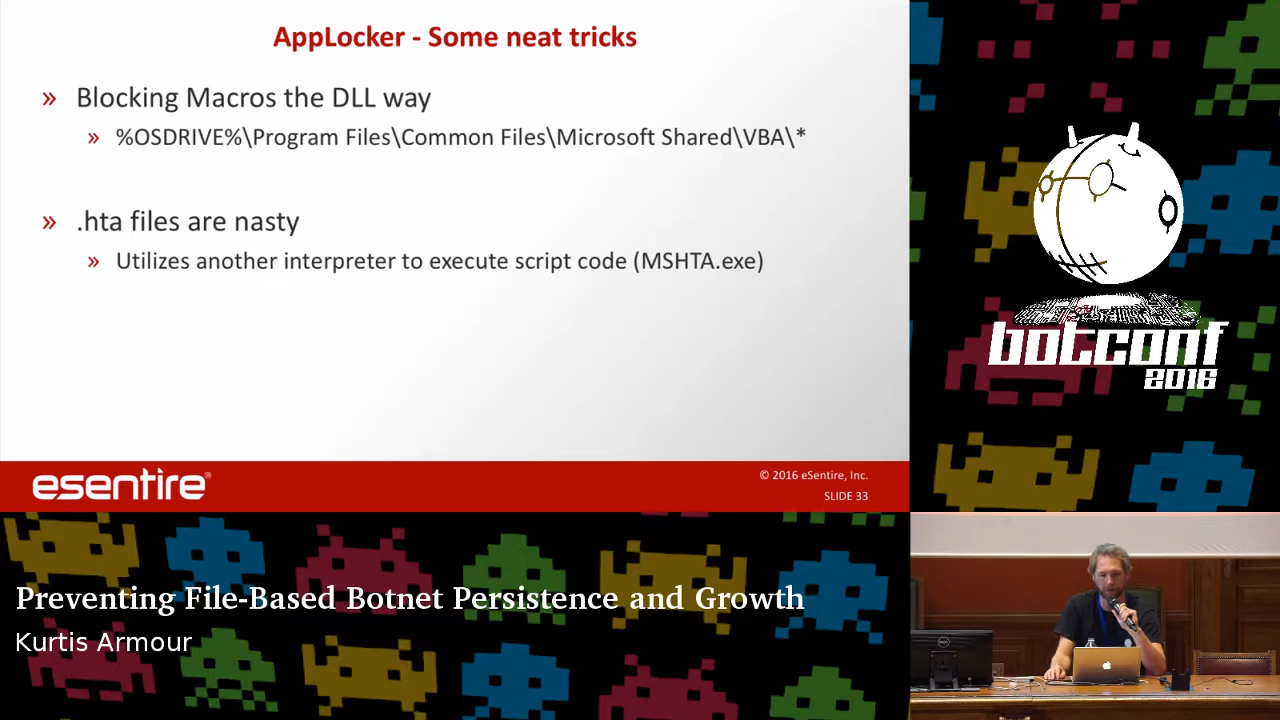 AppLocker - Some neat tricks
» Blocking Macros the DLL way
» %OSDRIVE%\Program Files\Common Files\Microsoft Shared\VBA\*
» .hta files are nasty
» Utilizes another interpreter to execute script code (MSHTA.exe)
esentire®
© 2016 eSentire, Inc.
SLIDE 33
botconf
2016
Preventing File-Based Botnet Persistence and Growth
Kurtis Armour
DELL